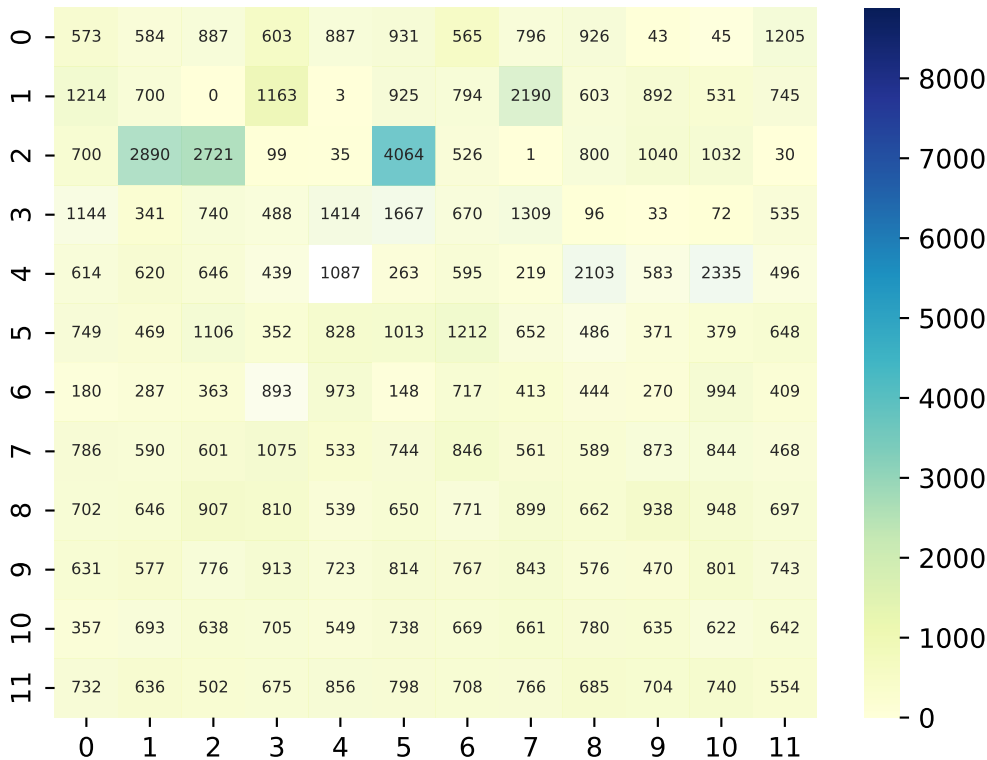 0 573 584 887 603 887 931 565 796 926 43 45 1205
1 1214 700 0 1163 3 925 794 2190 603 892 531 745
2 700 2890 2721 99 35 4064 526 1 800 1040 1032 30
3 1144 341 740 488 1414 1667 670 1309 96 33 72 535
4 614 620 646 439 1087 263 595 219 2103 583 2335 496
5 749 469 1106 352 828 1013 1212 652 486 371 379 648
6 180 287 363 893 973 148 717 413 444 270 994 409
7 786 590 601 1075 533 744 846 561 589 873 844 468
8 702 646 907 810 539 650 771 899 662 938 948 697
9 631 577 776 913 723 814 767 843 576 470 801 743
10 357 693 638 705 549 738 669 661 780 635 622 642
11 732 636 502 675 856 798 708 766 685 704 740 554
0 1 2 3 4 5 6 7 8 9 10 11
8000
7000
6000
5000
4000
3000
2000
1000
0